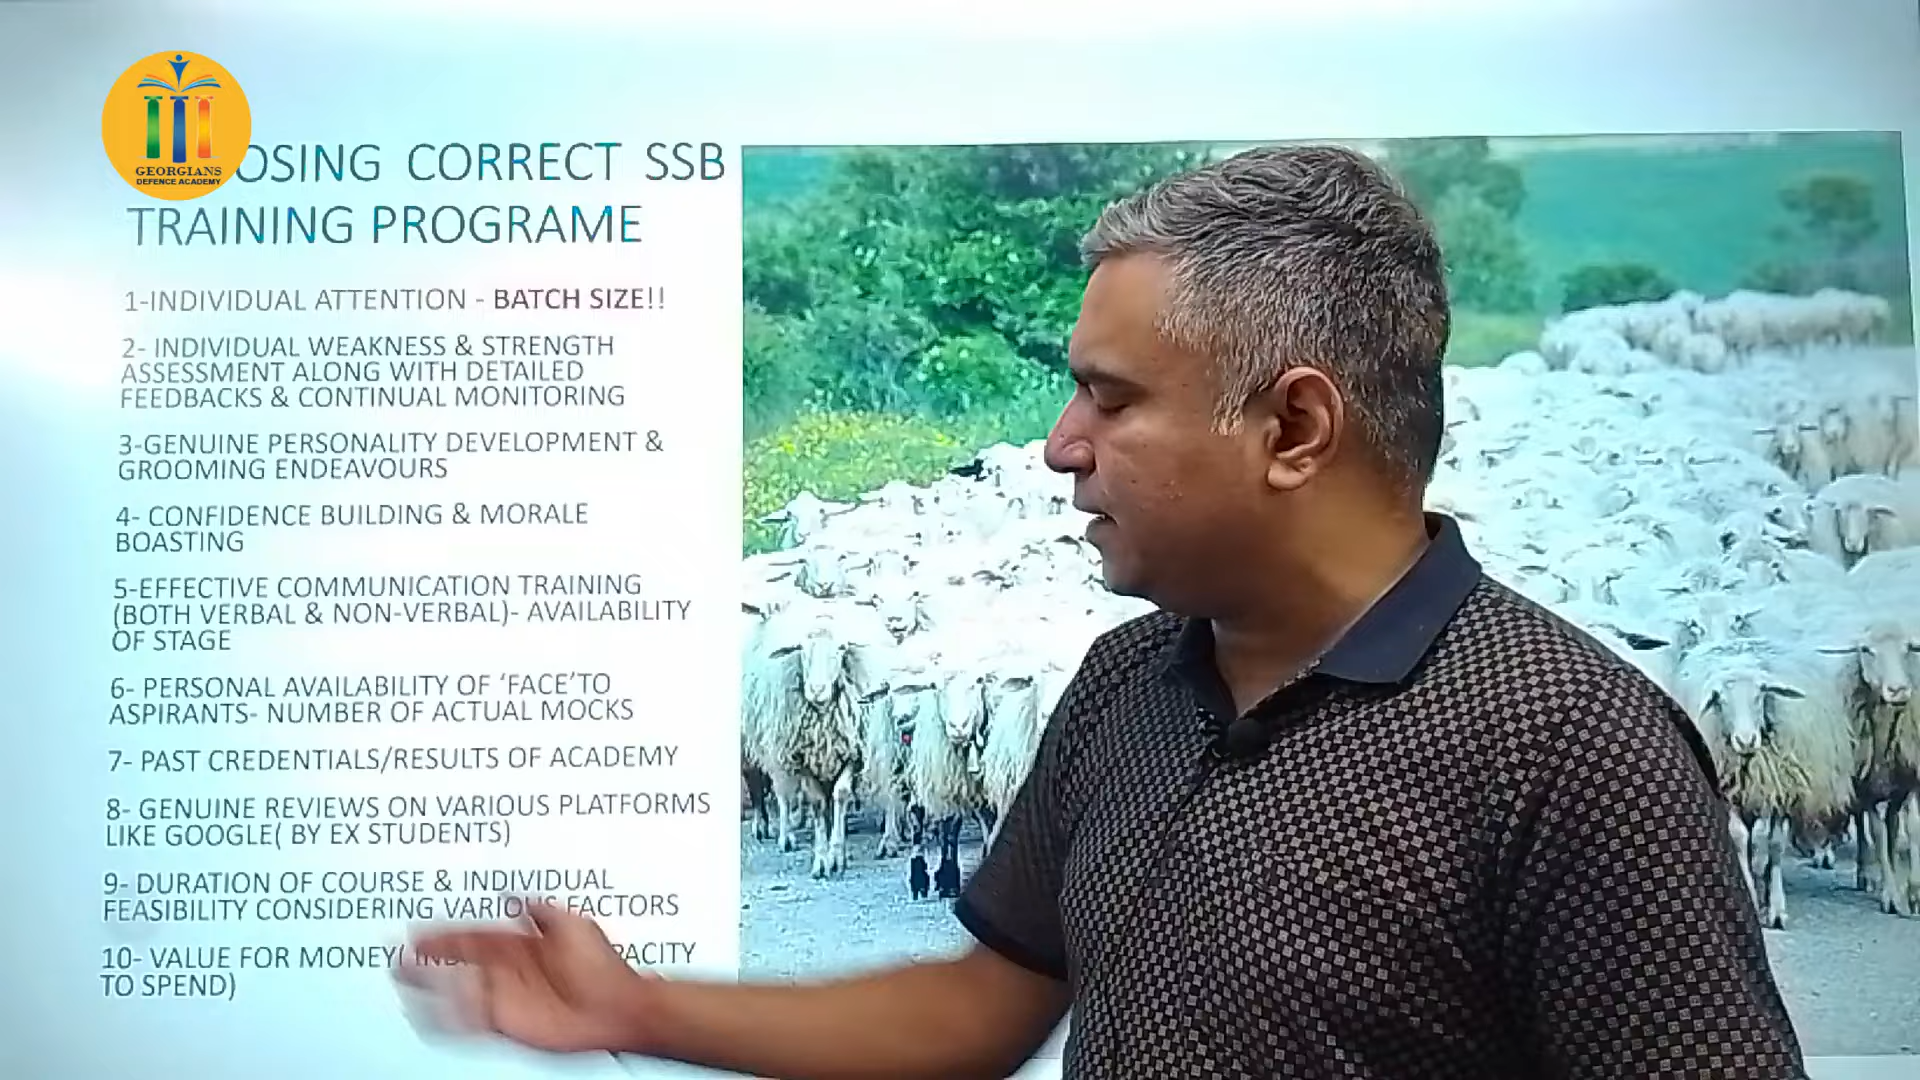 GEORGIANS
DEFENCE ACADEMY
OSING CORRECT SSB
TRAINING PROGRAME
1-INDIVIDUAL ATTENTION - BATCH SIZE!!
2- INDIVIDUAL WEAKNESS & STRENGTH
ASSESSMENT ALONG WITH DETAILED
FEEDBACKS & CONTINUAL MONITORING
3-GENUINE PERSONALITY DEVELOPMENT &
GROOMING ENDEAVOURS
4- CONFIDENCE BUILDING & MORALE
BOASTING
5-EFFECTIVE COMMUNICATION TRAINING
(BOTH VERBAL & NON-VERBAL)- AVAILABILITY
OF STAGE
6- PERSONAL AVAILABILITY OF ‘FACE’TO
ASPIRANTS- NUMBER OF ACTUAL MOCKS
7- PAST CREDENTIALS/RESULTS OF ACADEMY
8- GENUINE REVIEWS ON VARIOUS PLATFORMS
LIKE GOOGLE( BY EX STUDENTS)
9- DURATION OF COURSE & INDIVIDUAL
FEASIBILITY CONSIDERING VARIOUS FACTORS
10- VALUE FOR MONEY( PACITY
TO SPEND)